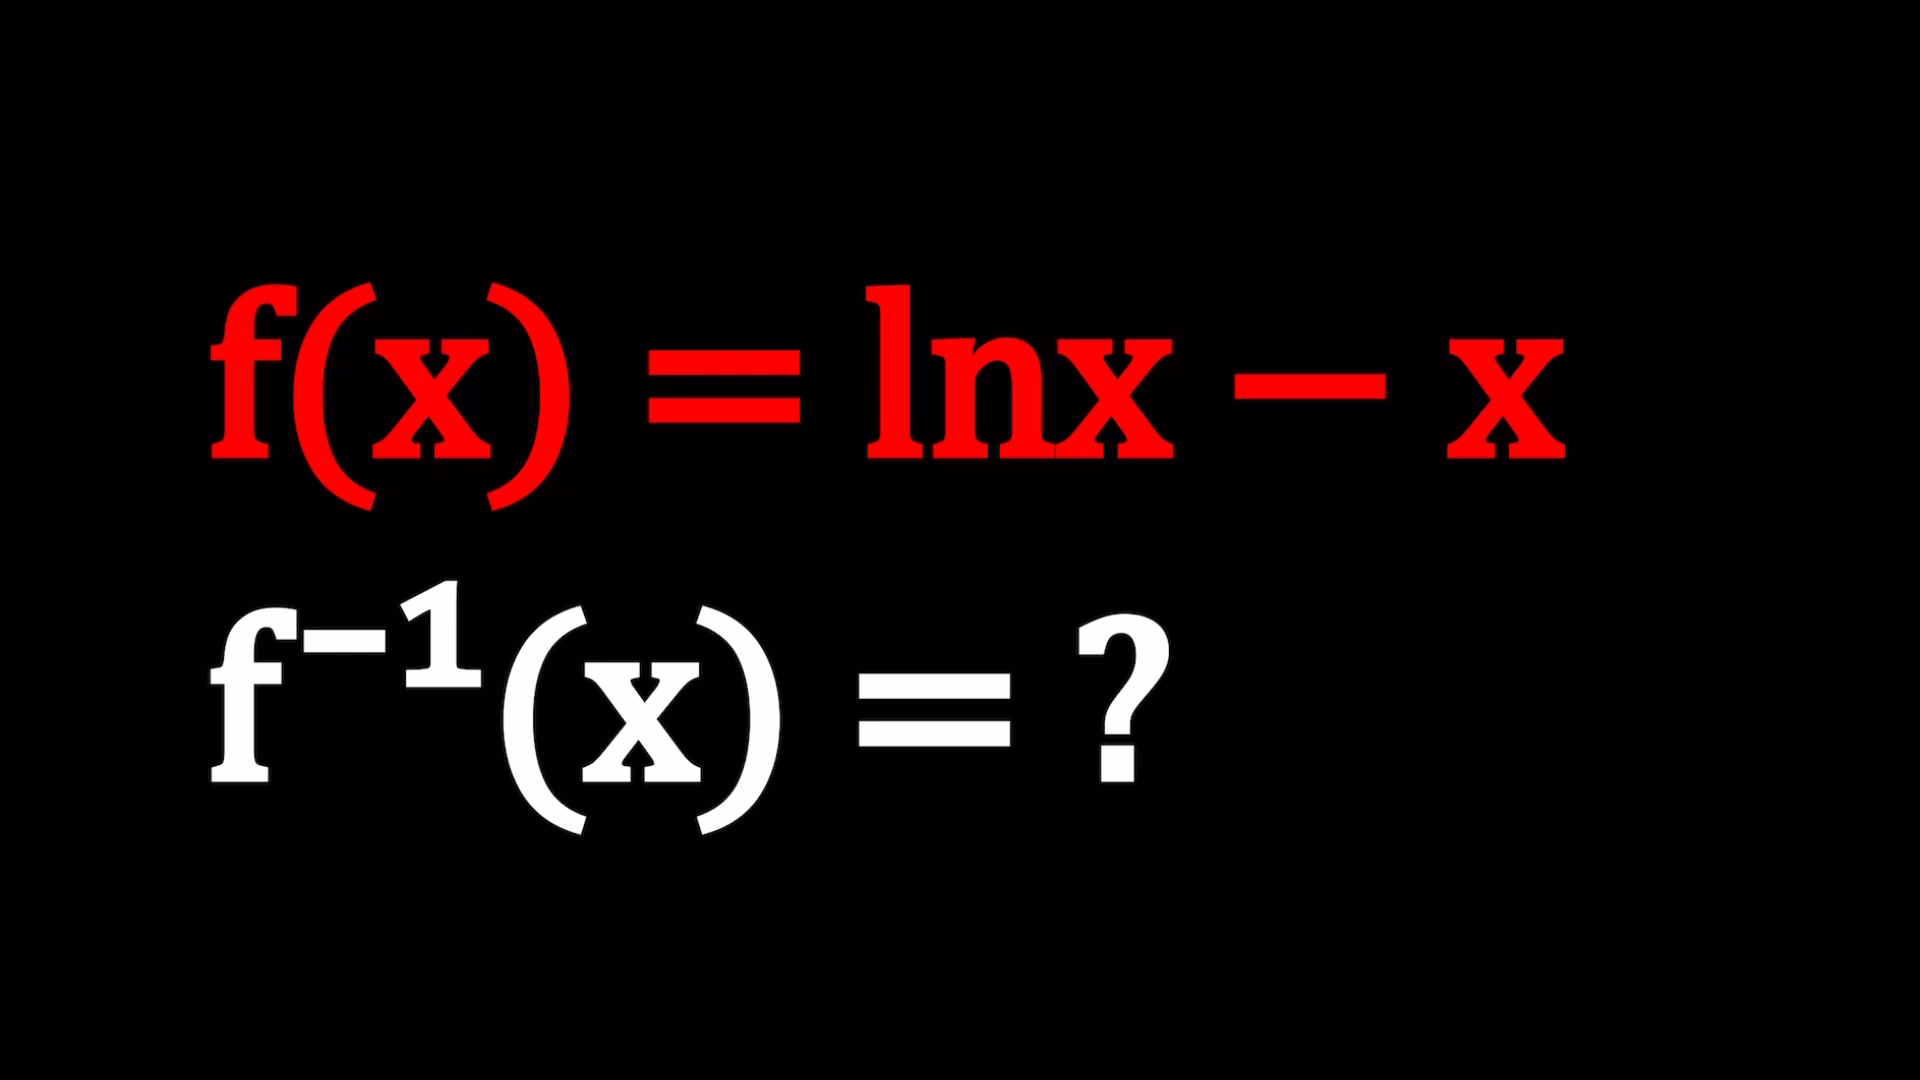 f(x) = lnx − x
f⁻¹(x) = ?